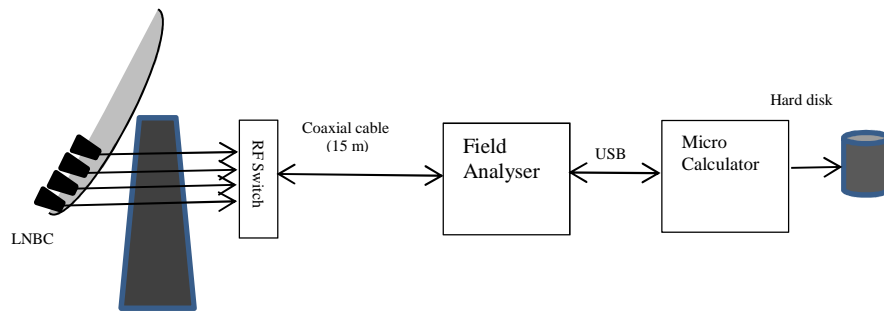 LNBC
RF Switch
Coaxial cable
(15 m)
Field
Analyser
USB
Micro
Calculator
Hard disk